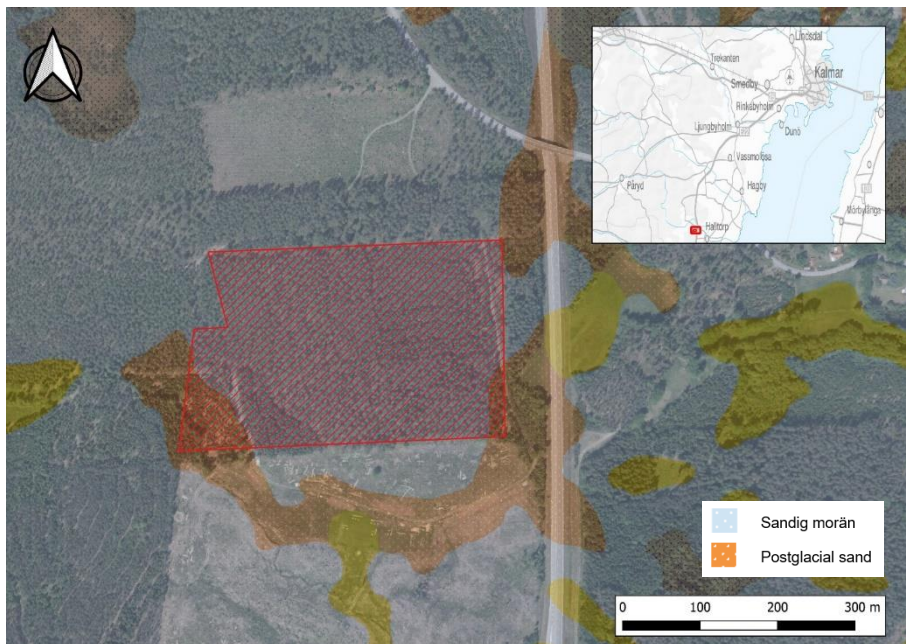 Lindsdal
Trekanten
Smedby
Kalmar
Rinkabyholm
Ljungbyholm
Dunö
Vassmolösa
Påryd
Hagby
Mörbylånga
Halltorp
Sandig morän
Postglacial sand
0 100 200 300 m